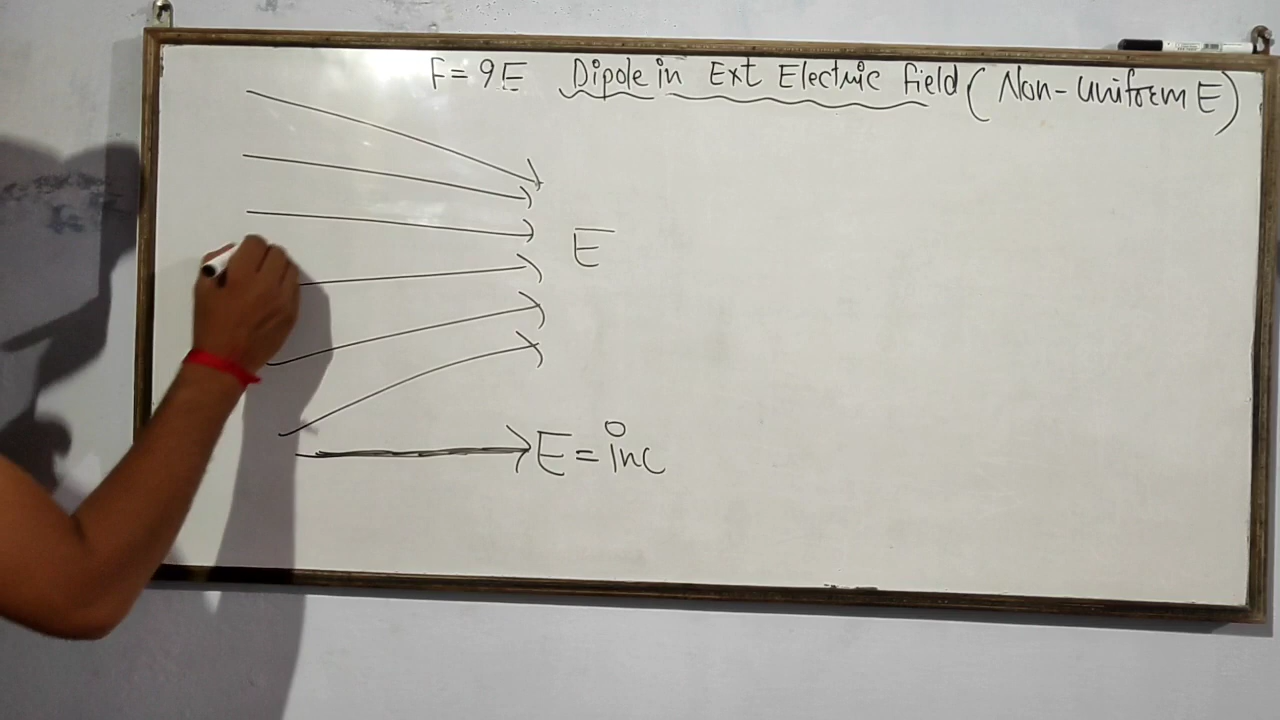 F = qE Dipole in Ext Electric field (Non-uniform E)
E
E = inc